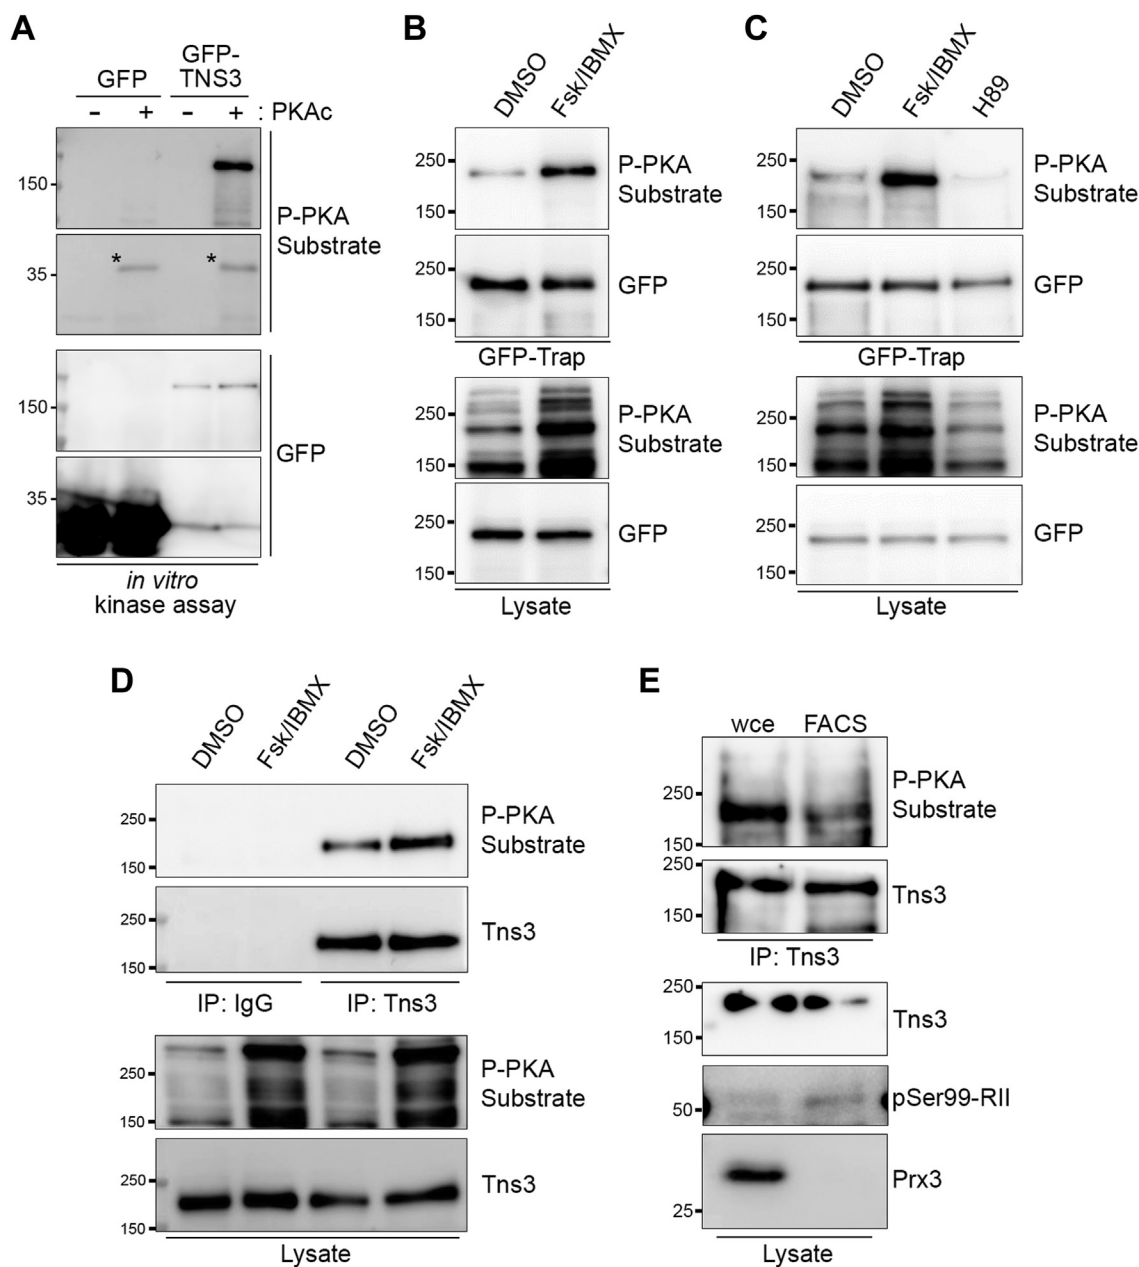 A
GFP
GFP-
TNS3
- + - + : PKAc
150
P-PKA
Substrate
35
*
*
150
GFP
35
in vitro
kinase assay
B
DMSO
Fsk/IBMX
250
150
P-PKA
Substrate
250
150
GFP
GFP-Trap
250
150
P-PKA
Substrate
250
150
GFP
Lysate
C
DMSO
Fsk/IBMX
H89
250
150
P-PKA
Substrate
250
150
GFP
GFP-Trap
250
150
P-PKA
Substrate
250
150
GFP
Lysate
D
DMSO
Fsk/IBMX
DMSO
Fsk/IBMX
250
150
P-PKA
Substrate
250
150
Tns3
IP: IgG
IP: Tns3
250
150
P-PKA
Substrate
250
150
Tns3
Lysate
E
wce
FACS
250
150
P-PKA
Substrate
250
150
Tns3
IP: Tns3
250
150
Tns3
50
pSer99-RII
25
Prx3
Lysate